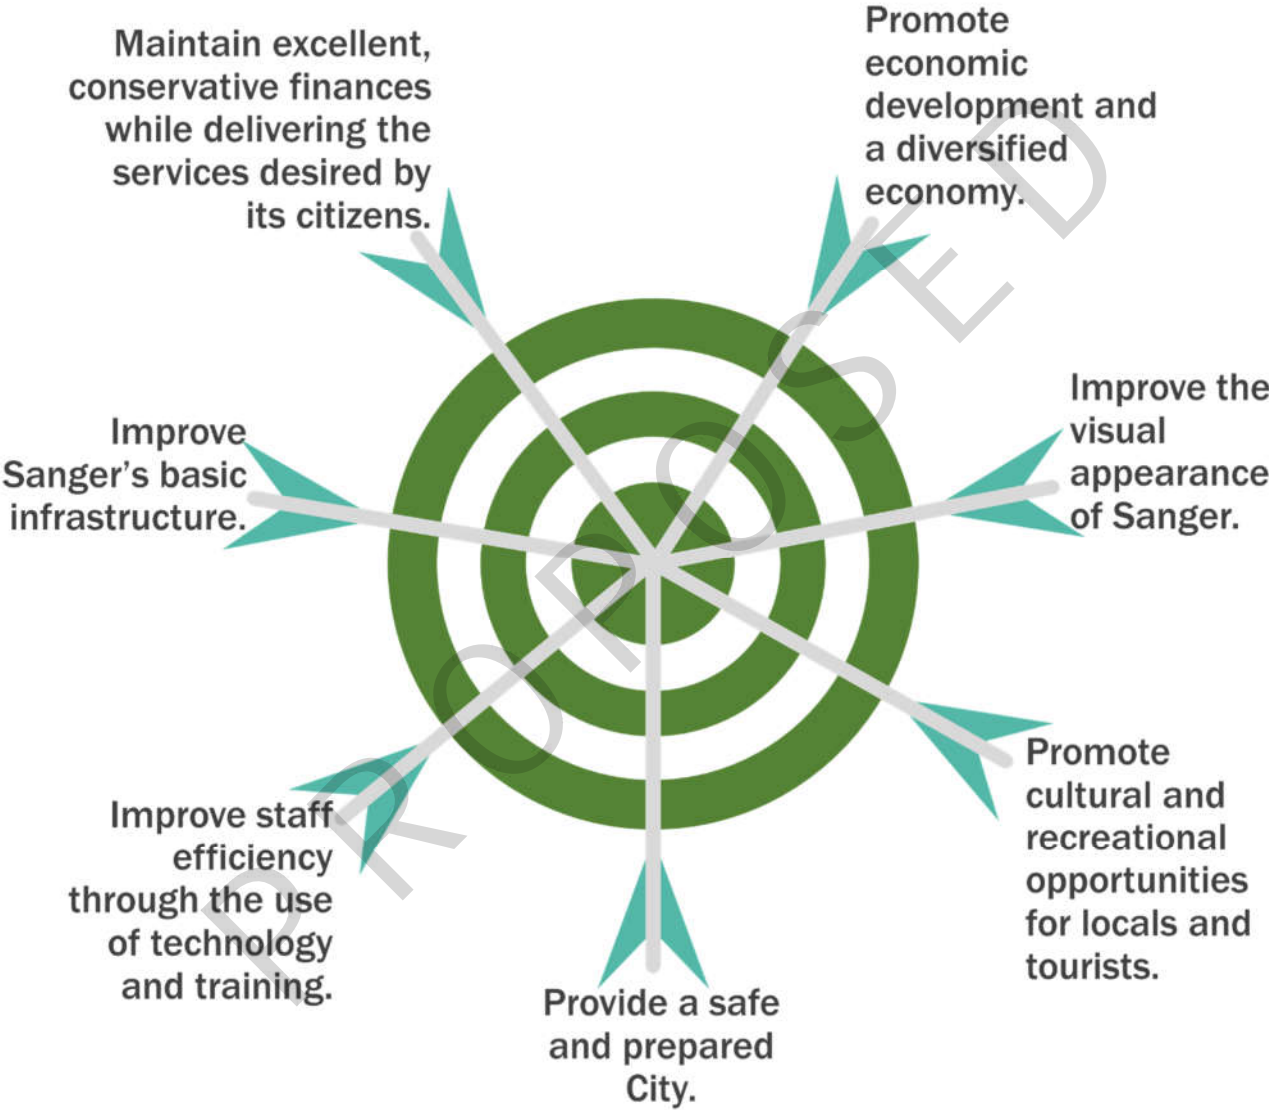 Maintain excellent,
conservative finances
while delivering the
services desired by
its citizens.
Promote
economic
development and
a diversified
economy.
Improve the
visual
appearance
of Sanger.
Improve
Sanger’s basic
infrastructure.
Promote
cultural and
recreational
opportunities
for locals and
tourists.
Improve staff
efficiency
through the use
of technology
and training.
Provide a safe
and prepared
City.
PROPOSED